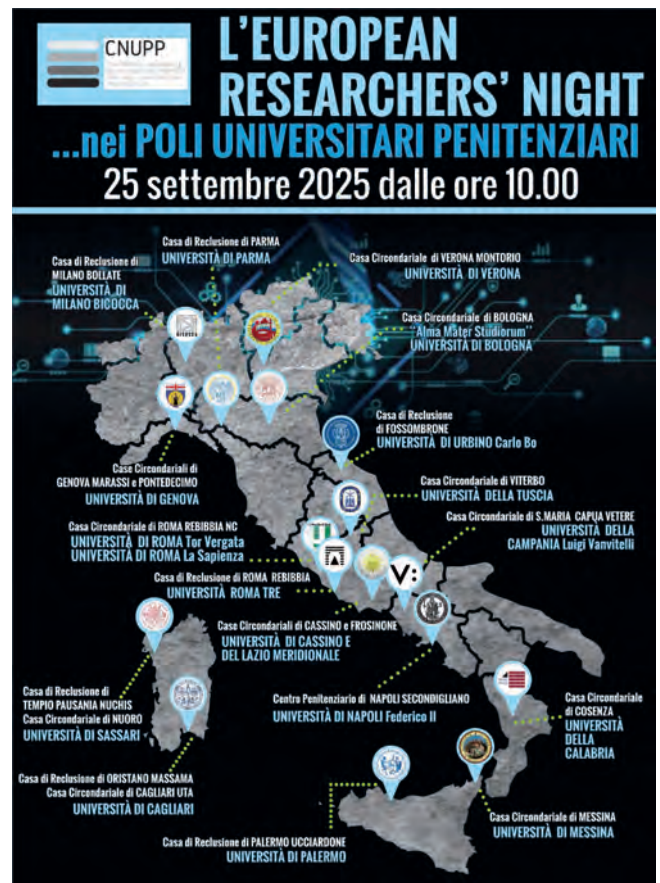 CNUPP
L'EUROPEAN
RESEARCHERS' NIGHT
...nei POLI UNIVERSITARI PENITENZIARI
25 settembre 2025 dalle ore 10.00
Casa di Reclusione di PARMA
UNIVERSITÀ DI PARMA
Casa di Reclusione di
MILANO BOLLATE
UNIVERSITÀ DI
MILANO BICOCCA
Casa Circondariale di VERONA MONTORIO
UNIVERSITÀ DI VERONA
Casa Circondariale di BOLOGNA
"Alma Mater Studiorum"
UNIVERSITÀ DI BOLOGNA
Casa di Reclusione
di FOSSOMBRONE
UNIVERSITÀ DI URBINO Carlo Bo
Case Circondariali di
GENOVA MARASSI e PONTEDECIMO
UNIVERSITÀ DI GENOVA
Casa Circondariale di VITERBO
UNIVERSITÀ DELLA TUSCIA
Casa Circondariale di ROMA REBIBBIA NC
UNIVERSITÀ DI ROMA Tor Vergata
UNIVERSITÀ DI ROMA La Sapienza
Casa Circondariale di S.MARIA CAPUA VETERE
UNIVERSITÀ DELLA
CAMPANIA Luigi Vanvitelli
Casa di Reclusione di ROMA REBIBBIA
UNIVERSITÀ ROMA TRE
V:
Case Circondariali di CASSINO e FROSINONE
UNIVERSITÀ DI CASSINO E
DEL LAZIO MERIDIONALE
Casa di Reclusione di
TEMPIO PAUSANIA NUCHIS
Casa Circondariale di NUORO
UNIVERSITÀ DI SASSARI
Centro Penitenziario di NAPOLI SECONDIGLIANO
UNIVERSITÀ DI NAPOLI Federico II
Casa Circondariale
di COSENZA
UNIVERSITÀ
DELLA
CALABRIA
Casa di Reclusione di ORISTANO MASSAMA
Casa Circondariale di CAGLIARI UTA
UNIVERSITÀ DI CAGLIARI
Casa Circondariale di MESSINA
UNIVERSITÀ DI MESSINA
Casa di Reclusione di PALERMO UCCIARDONE
UNIVERSITÀ DI PALERMO